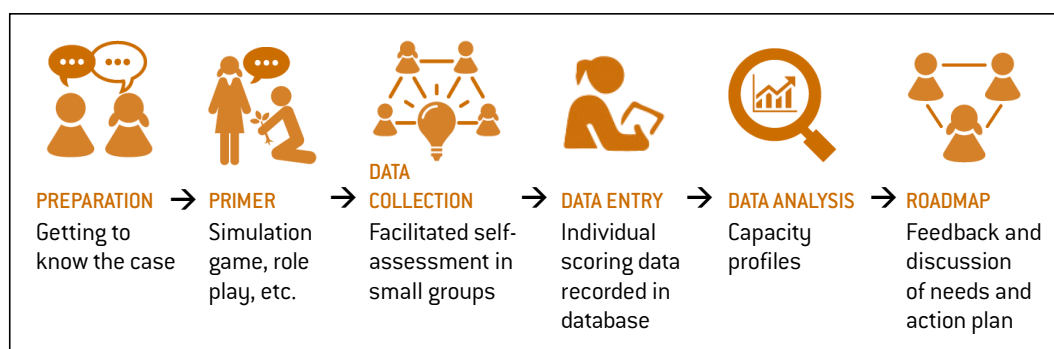 PREPARATION
Getting to
know the case
→
PRIMER
Simulation
game, role
play, etc.
→
DATA
COLLECTION
Facilitated self-
assessment in
small groups
→
DATA ENTRY
Individual
scoring data
recorded in
database
→
DATA ANALYSIS
Capacity
profiles
→
ROADMAP
Feedback and
discussion
of needs and
action plan